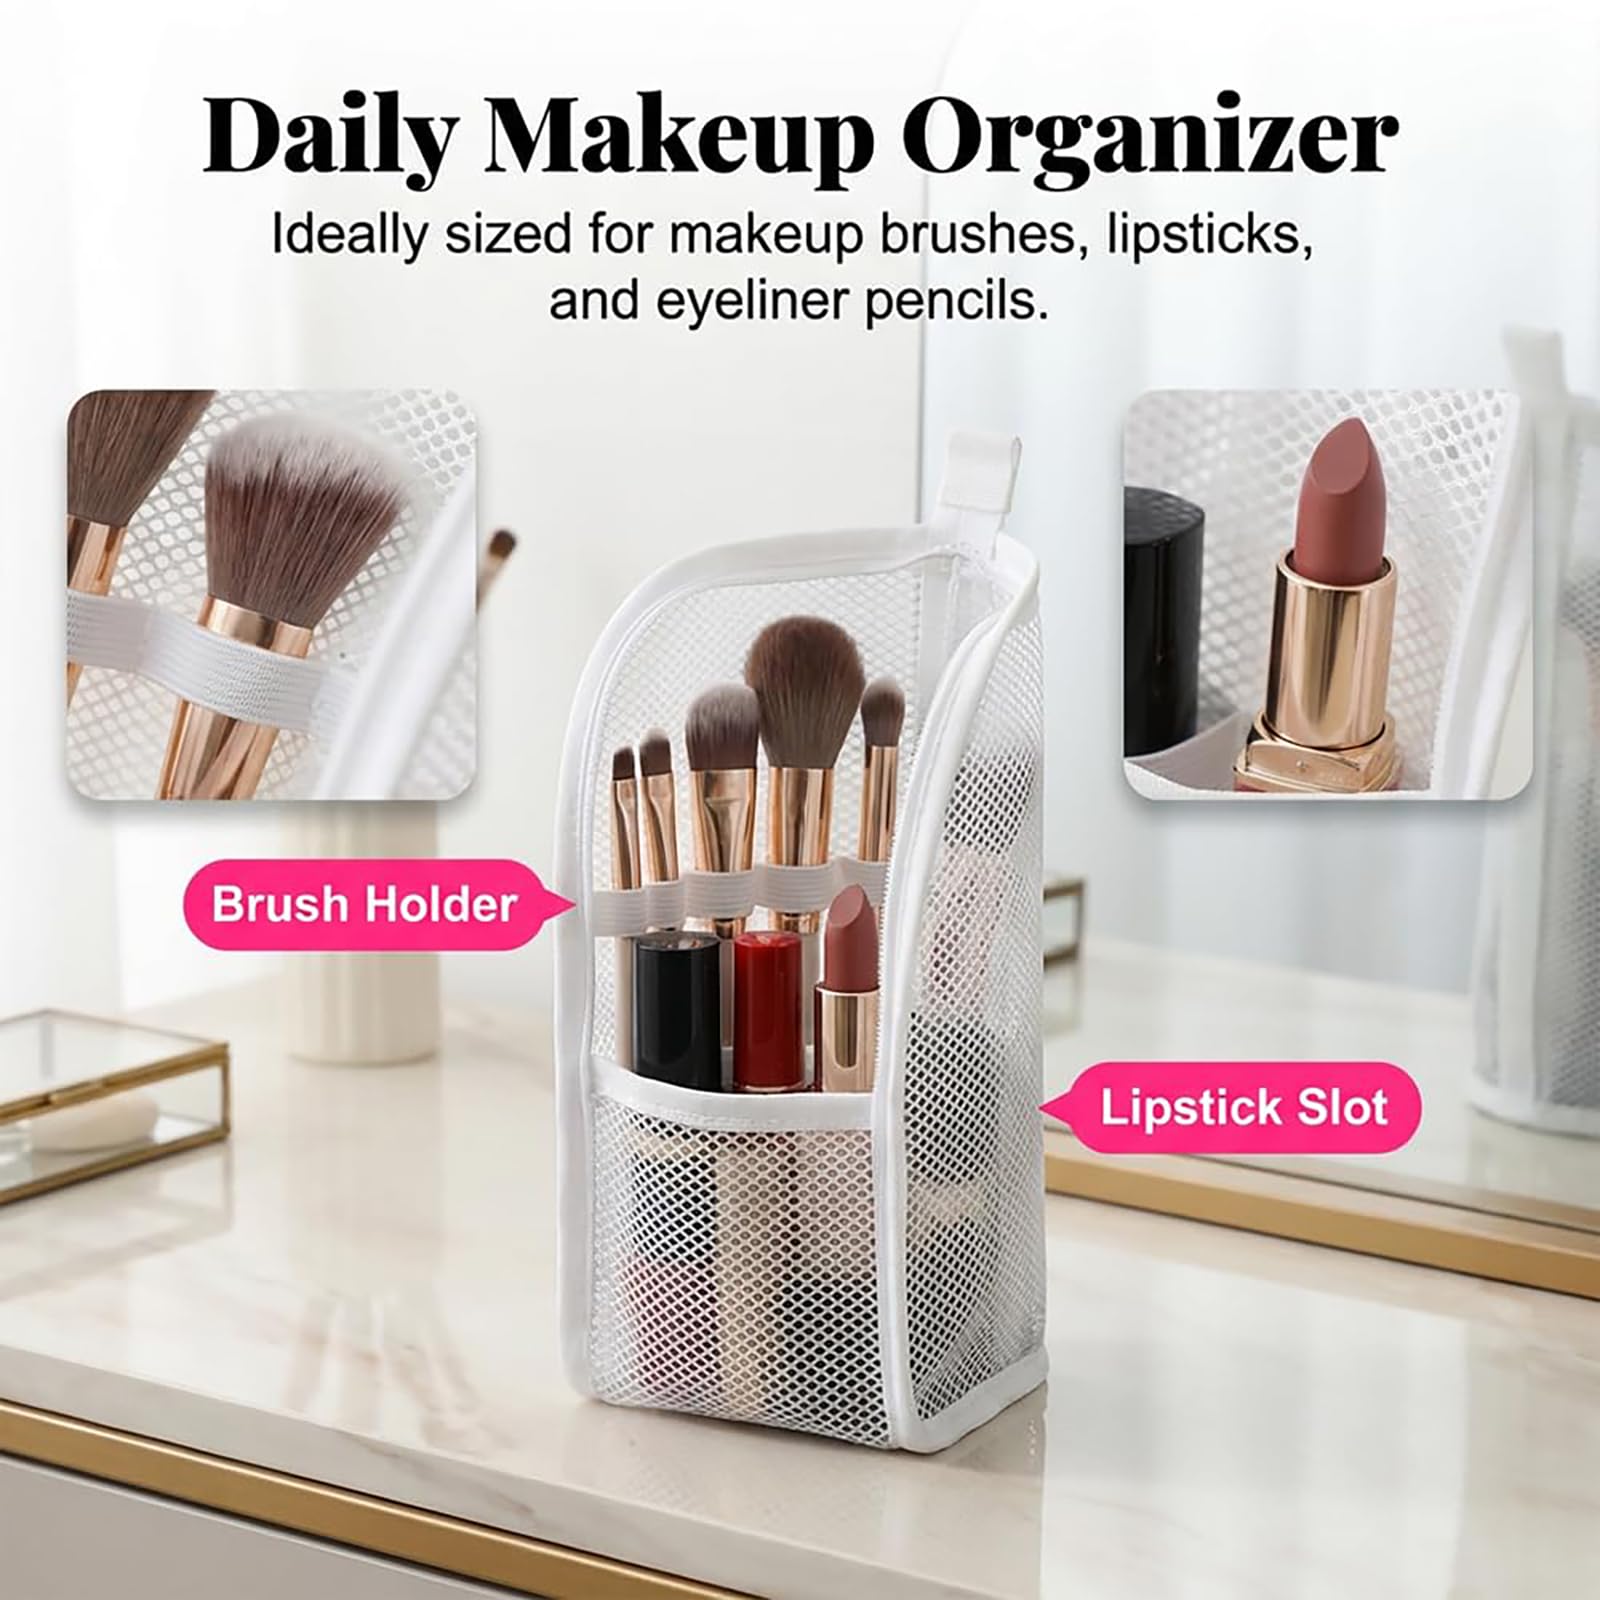 Daily Makeup Organizer
Ideally sized for makeup brushes, lipsticks,
and eyeliner pencils.
Brush Holder
Lipstick Slot